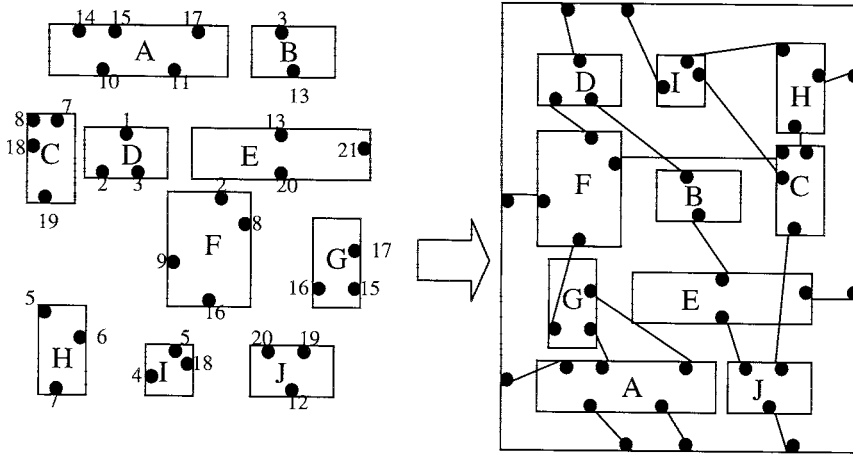 14 15 17 3
A B
10 11 13
8 7 1 13
18 C D E 21
2 3 20
19 2
F 8 G 17
9 16 15
16
5 6
H 5 20 19
4 I 18 J
7 12
D I H
F B C
G E
A J